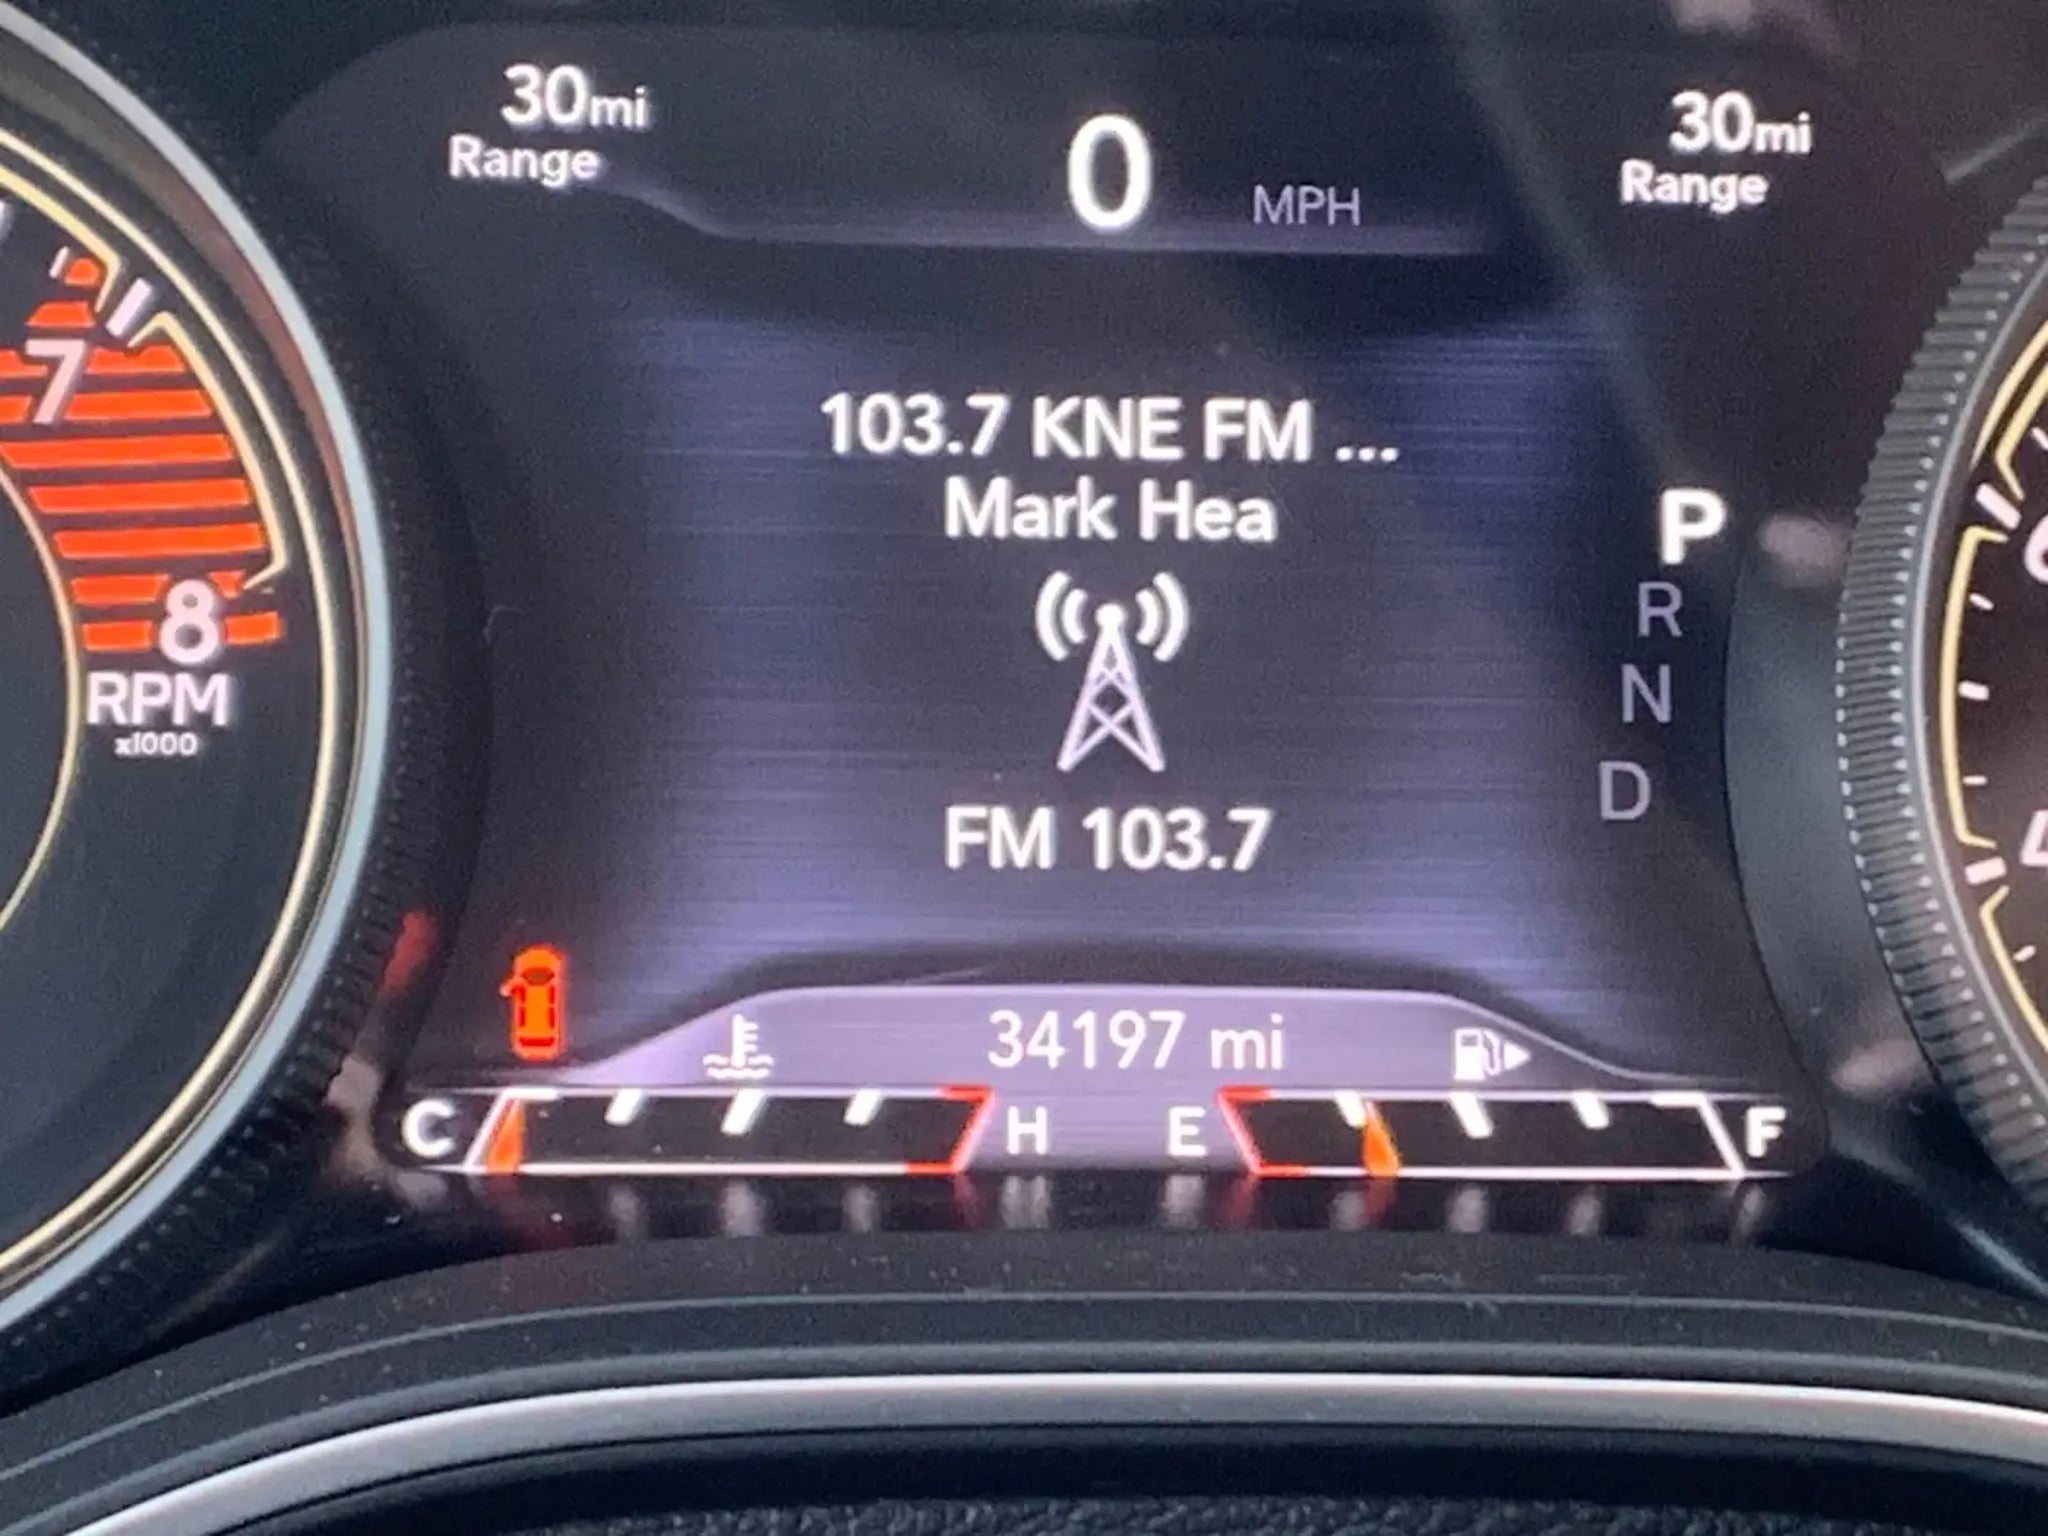 30mi
Range
0 MPH
30mi
Range
7
8
RPM
x1000
103.7 KNE FM ...
Mark Hea
FM 103.7
P
R
N
D
34197 mi
C H E F